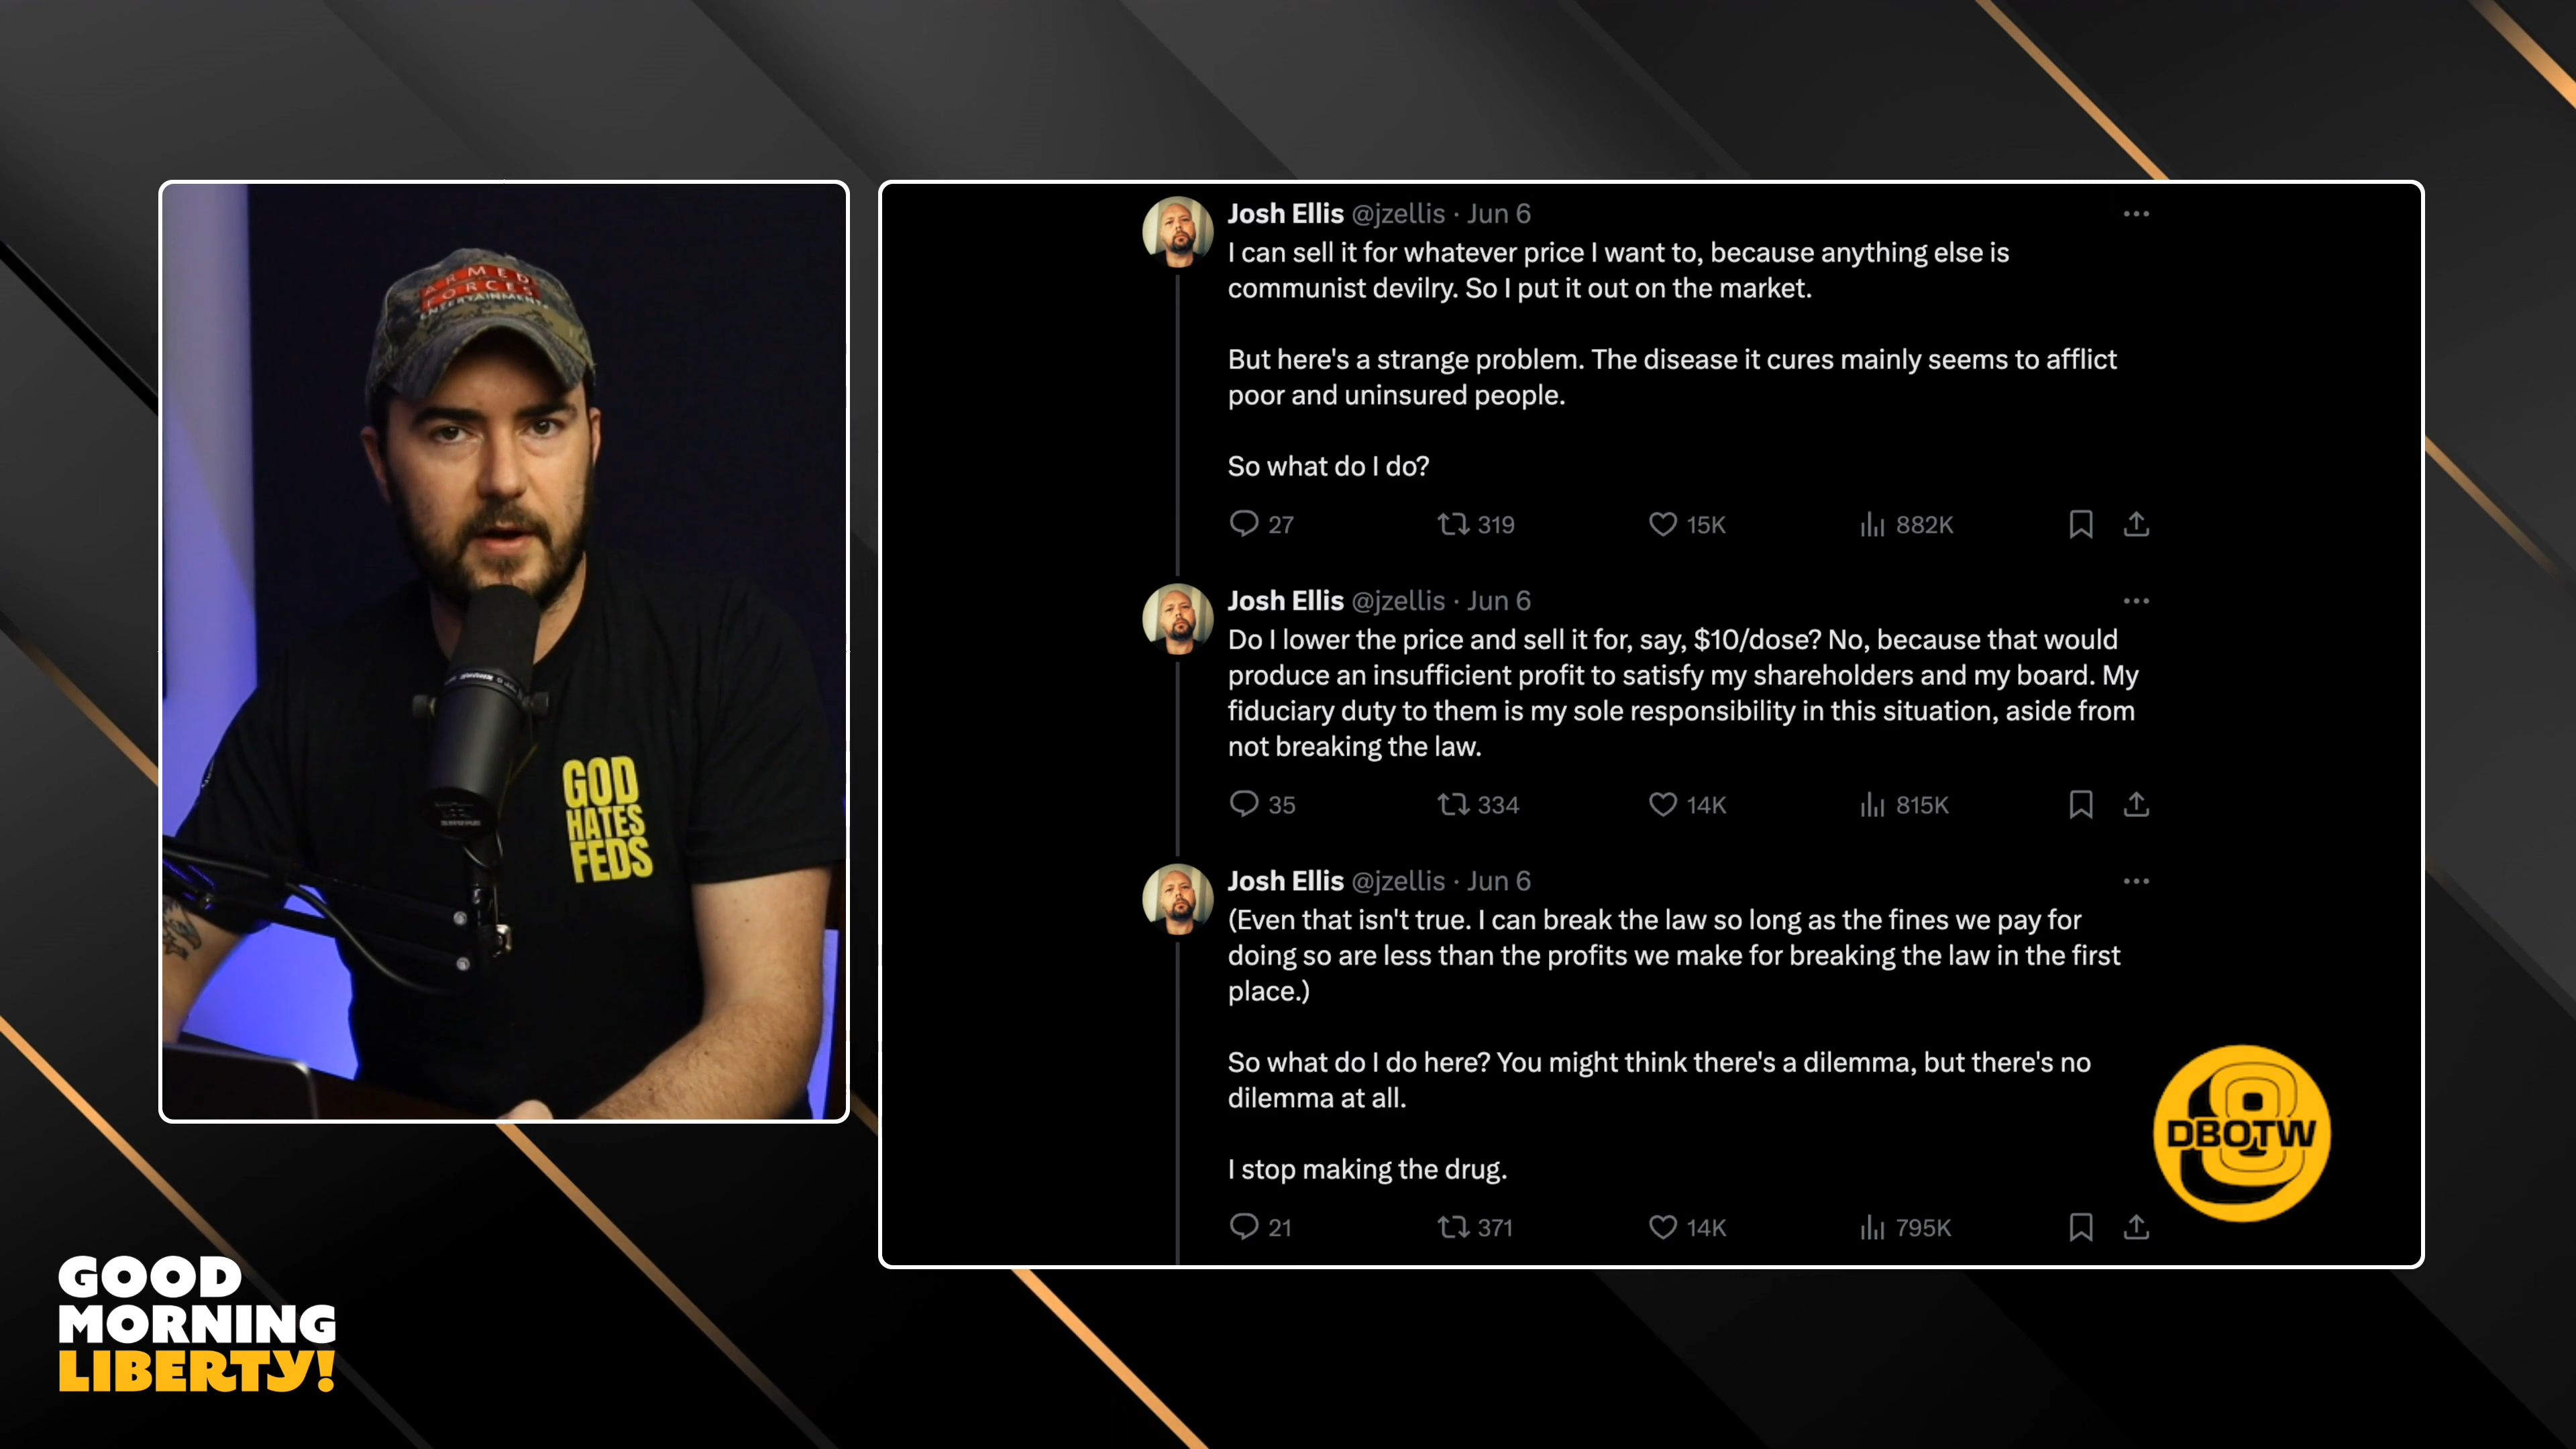 ARMED
FORCES
ENTERTAINMENT
GOD
HATES
FEDS
Josh Ellis @jzellis · Jun 6
I can sell it for whatever price I want to, because anything else is
communist devilry. So I put it out on the market.
But here's a strange problem. The disease it cures mainly seems to afflict
poor and uninsured people.
So what do I do?
27 319 15K 882K
Josh Ellis @jzellis · Jun 6
Do I lower the price and sell it for, say, $10/dose? No, because that would
produce an insufficient profit to satisfy my shareholders and my board. My
fiduciary duty to them is my sole responsibility in this situation, aside from
not breaking the law.
35 334 14K 815K
Josh Ellis @jzellis · Jun 6
(Even that isn't true. I can break the law so long as the fines we pay for
doing so are less than the profits we make for breaking the law in the first
place.)
So what do I do here? You might think there's a dilemma, but there's no
dilemma at all.
I stop making the drug.
21 371 14K 795K
8
DBOTW
GOOD
MORNING
LIBERTY!